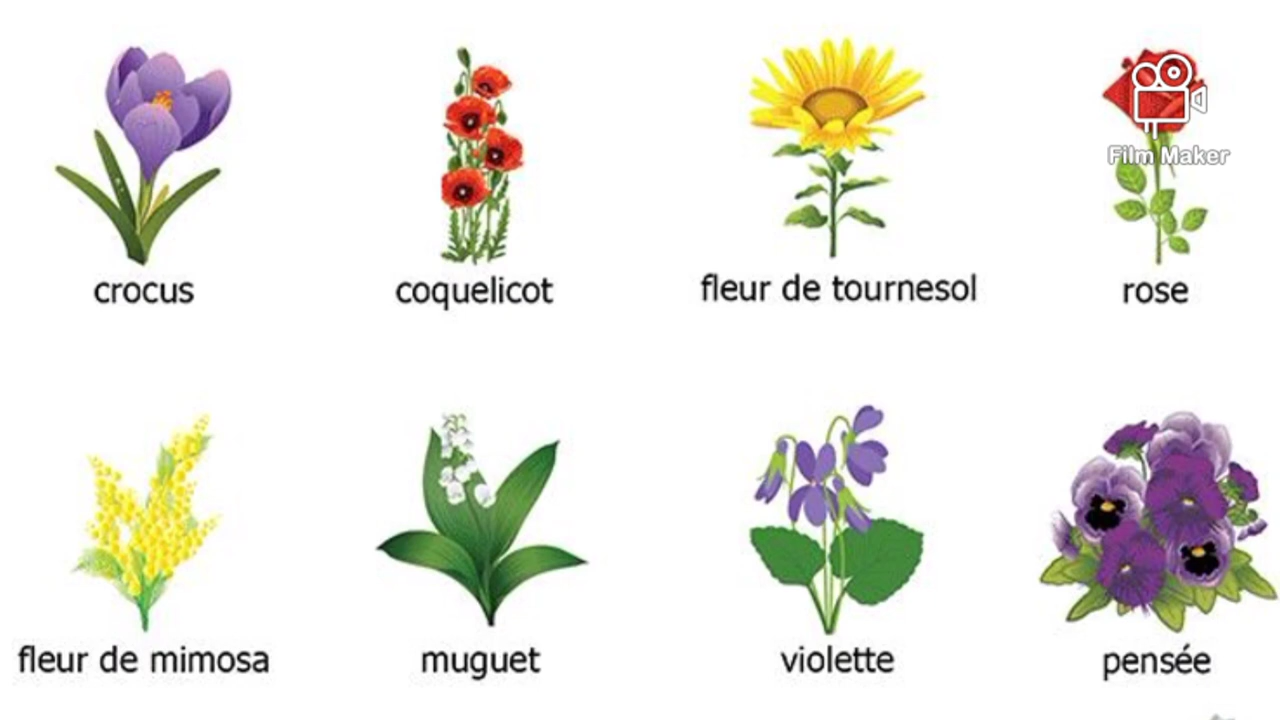 Film Maker
crocus
coquelicot
fleur de tournesol
rose
fleur de mimosa
muguet
violette
pensée